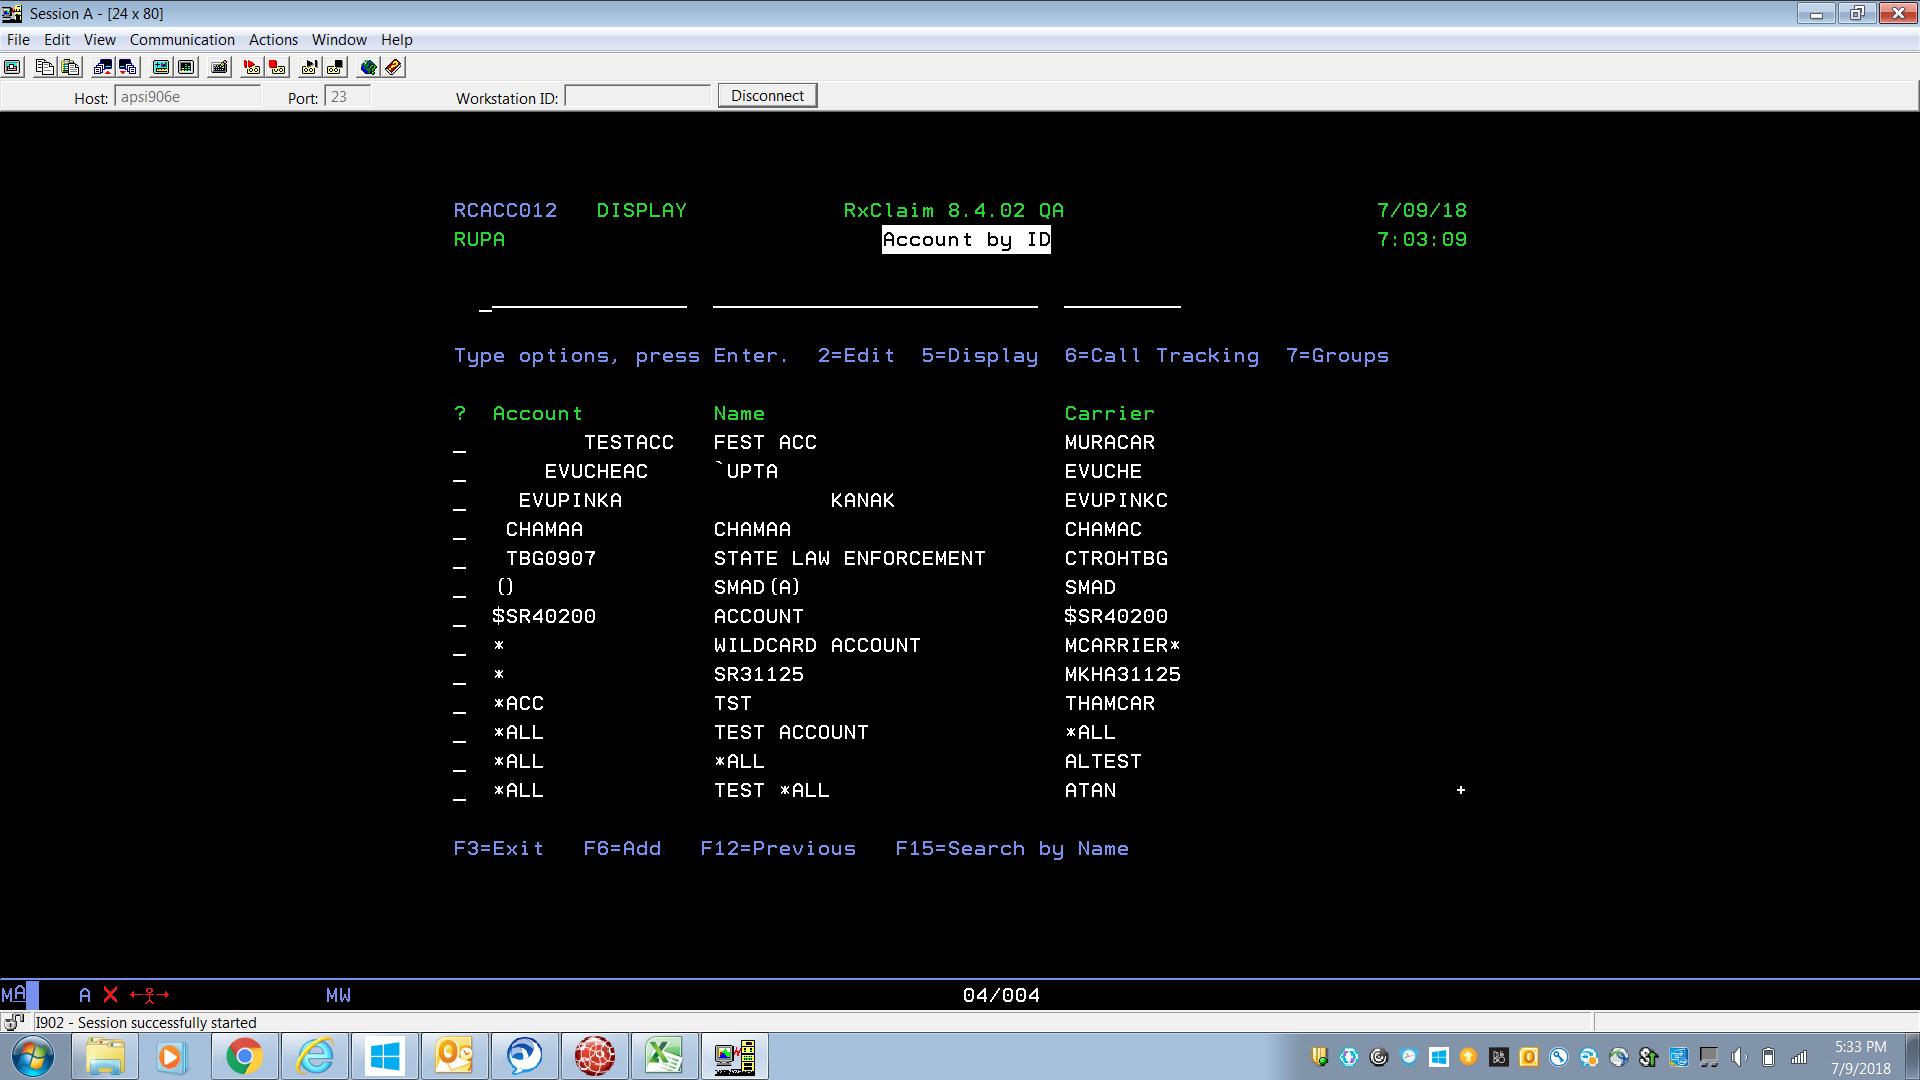 Session A - [24 x 80]
File Edit View Communication Actions Window Help
Host: apsi906e Port: 23 Workstation ID: Disconnect
RCACC012 DISPLAY RxClaim 8.4.02 QA 7/09/18
RUPA Account by ID 7:03:09
Type options, press Enter. 2=Edit 5=Display 6=Call Tracking 7=Groups
? Account Name Carrier
_ TESTACC FEST ACC MURACAR
_ EVUCHEAC `UPTA EVUCHE
_ EVUPINKA KANAK EVUPINKC
_ CHAMAA CHAMAA CHAMAC
_ TBG0907 STATE LAW ENFORCEMENT CTROHTBG
_ () SMAD(A) SMAD
_ $SR40200 ACCOUNT $SR40200
_ * WILDCARD ACCOUNT MCARRIER*
_ * SR31125 MKHA31125
_ *ACC TST THAMCAR
_ *ALL TEST ACCOUNT *ALL
_ *ALL *ALL ALTEST
_ *ALL TEST *ALL ATAN +
F3=Exit F6=Add F12=Previous F15=Search by Name
MA A MW 04/004
I902 - Session successfully started
5:33 PM
7/9/2018